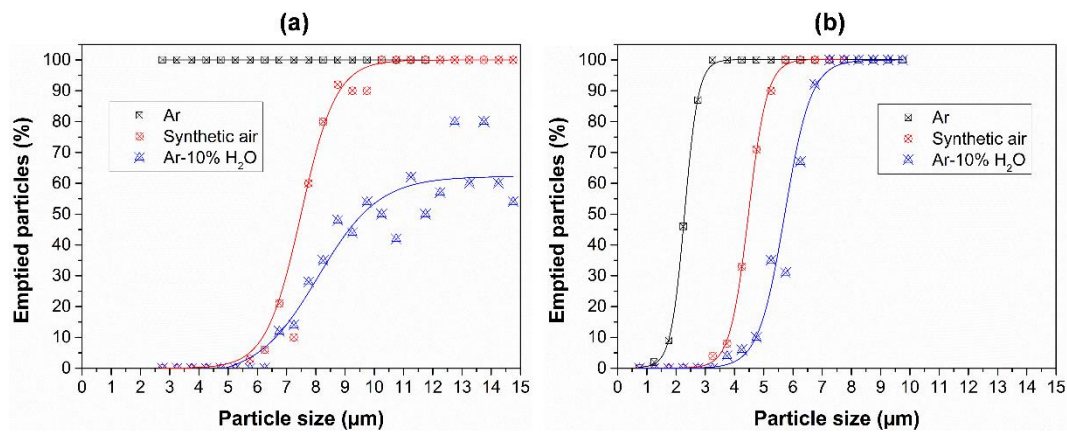 (a)
Emptied particles (%)
100
90
80
70
60
50
40
30
20
10
0
Ar
Synthetic air
Ar-10% H₂O
0 1 2 3 4 5 6 7 8 9 10 11 12 13 14 15
Particle size (µm)
(b)
Emptied particles (%)
100
90
80
70
60
50
40
30
20
10
0
Ar
Synthetic air
Ar-10% H₂O
0 1 2 3 4 5 6 7 8 9 10 11 12 13 14 15
Particle size (µm)